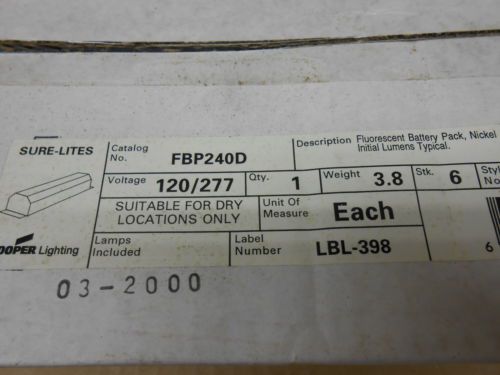 SURE-LITES
Catalog No. FBP240D
Description Fluorescent Battery Pack, Nickel
Initial Lumens Typical.
Voltage 120/277 Qty. 1 Weight 3.8 Stk. 6
SUITABLE FOR DRY LOCATIONS ONLY
Unit Of Measure Each
OOPER Lighting
Lamps Included
Label Number LBL-398
6
03-2000